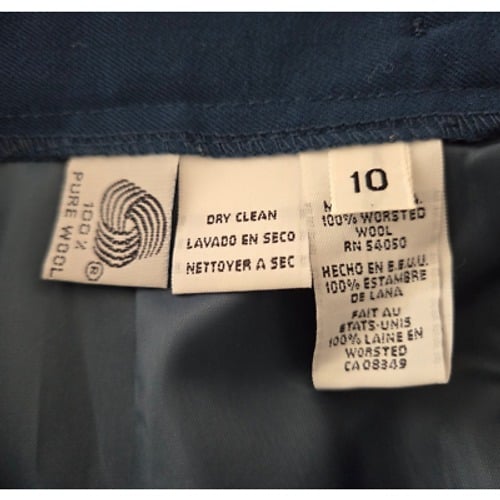 100%
PURE WOOL
®
DRY CLEAN
LAVADO EN SECO
NETTOYER A SEC
10
100% WORSTED
WOOL
RN 54050
HECHO EN E.E.U.U.
100% ESTAMBRE
DE LANA
FAIT AU
ETATS-UNIS
100% LAINE EN
WORSTED
CA 08349